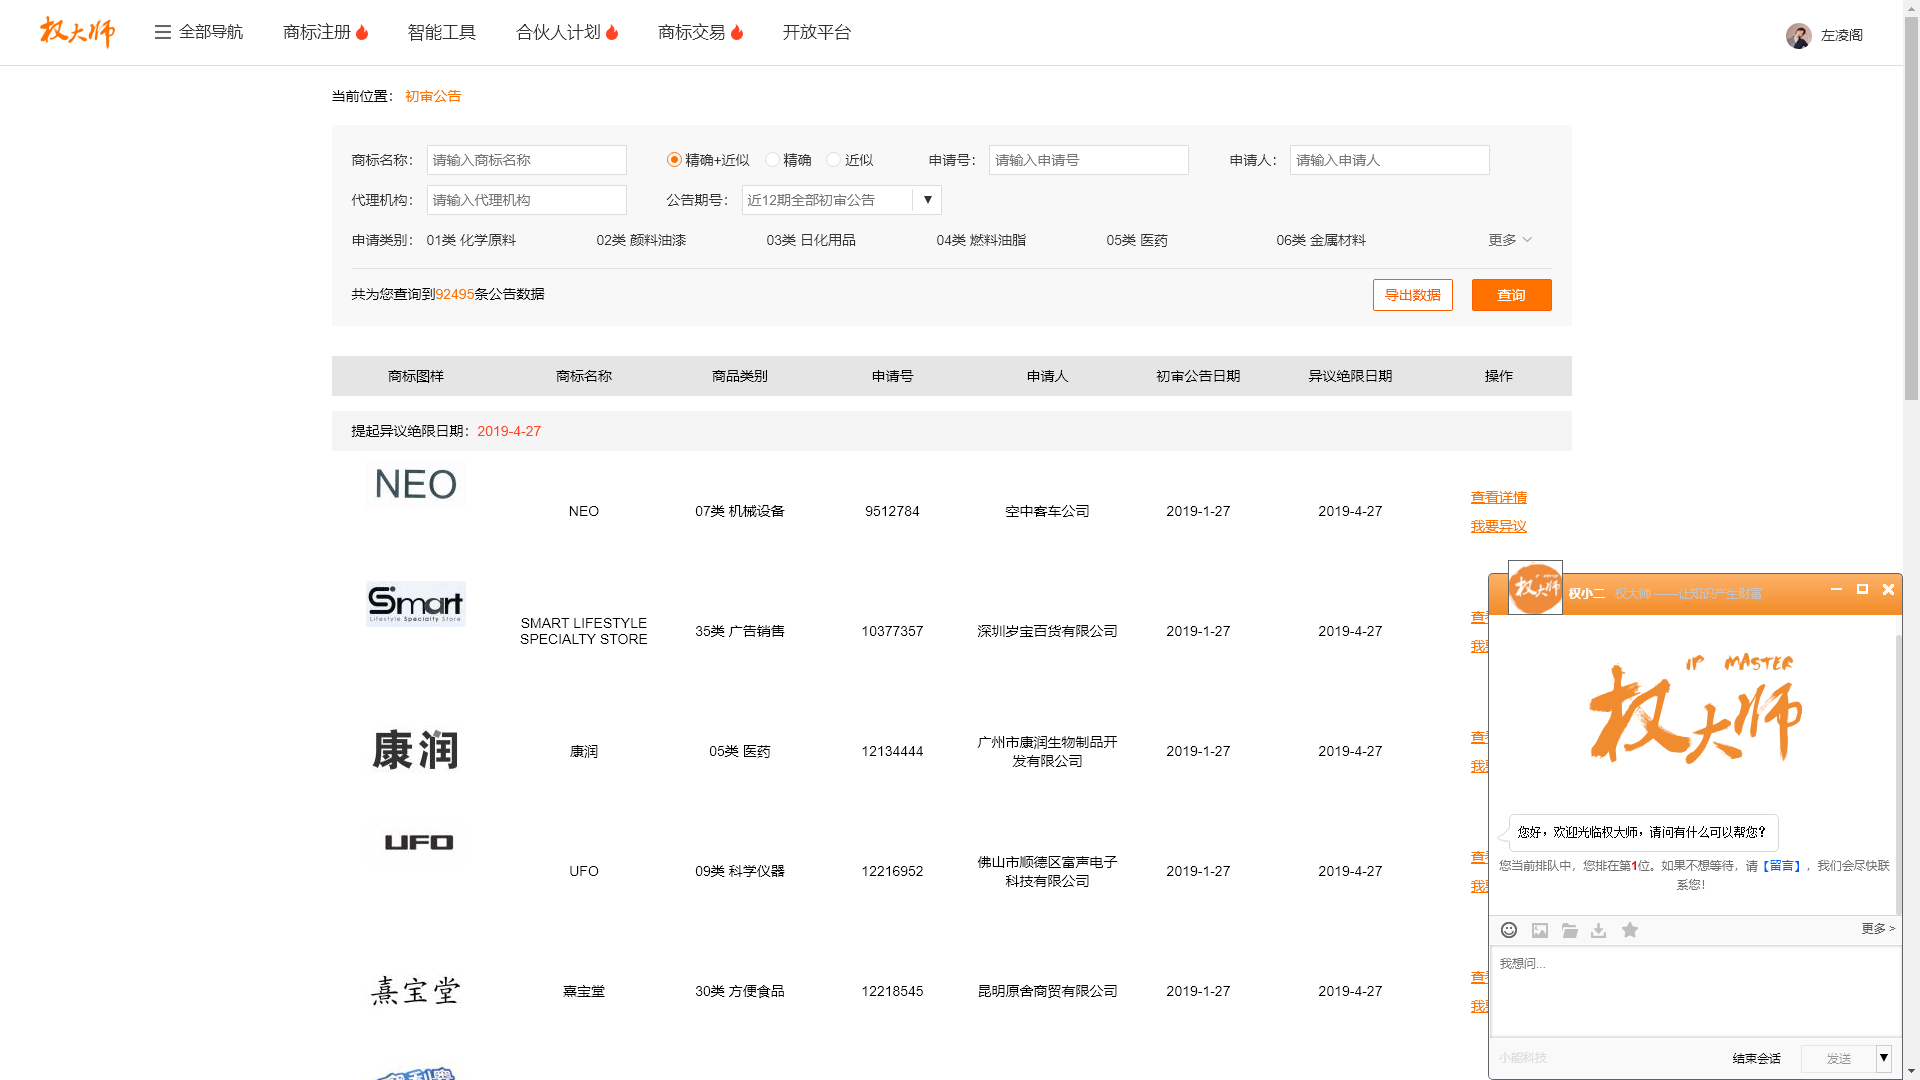 权大师
全部导航
商标注册
智能工具
合伙人计划
商标交易
开放平台
左凌阁
当前位置： 初审公告
商标名称： 请输入商标名称
精确+近似 精确 近似
申请号： 请输入申请号
申请人： 请输入申请人
代理机构： 请输入代理机构
公告期号： 近12期全部初审公告
申请类别： 01类 化学原料 02类 颜料油漆 03类 日化用品 04类 燃料油脂 05类 医药 06类 金属材料 更多
共为您查询到92495条公告数据
导出数据 查询
商标图样 商标名称 商品类别 申请号 申请人 初审公告日期 异议绝限日期 操作
提起异议绝限日期：2019-4-27
NEO
NEO 07类 机械设备 9512784 空中客车公司 2019-1-27 2019-4-27
查看详情
我要异议
Smart
Lifestyle Specialty Store
SMART LIFESTYLE
SPECIALTY STORE
35类 广告销售 10377357 深圳岁宝百货有限公司 2019-1-27 2019-4-27
查
我
康润
康润 05类 医药 12134444
广州市康润生物制品开
发有限公司
2019-1-27 2019-4-27
查
我
UFO
UFO 09类 科学仪器 12216952
佛山市顺德区富声电子
科技有限公司
2019-1-27 2019-4-27
查
我
熹宝堂
熹宝堂 30类 方便食品 12218545 昆明原舍商贸有限公司 2019-1-27 2019-4-27
查
我
权大师
权小二 权大师 ——让知识产生财富
IP MASTER
权大师
您好，欢迎光临权大师，请问有什么可以帮您？
您当前排队中，您排在第1位。如果不想等待，请【留言】，我们会尽快联
系您！
更多 >
我想问...
小能科技
结束会话
发送